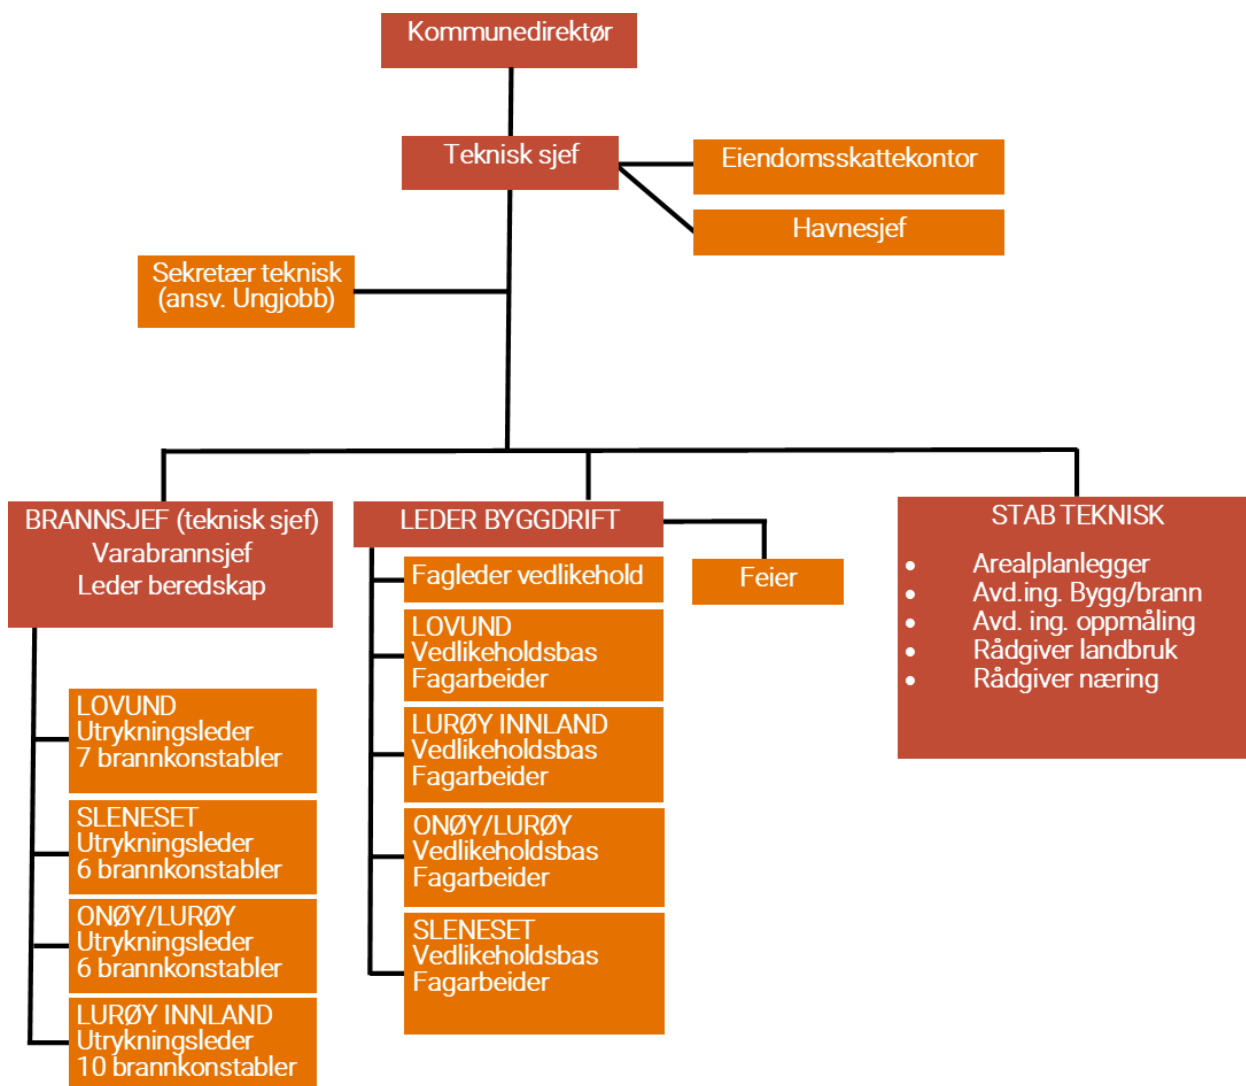 Kommunedirektør
Teknisk sjef
Eiendomsskattekontor
Havnesjef
Sekretær teknisk
(ansv. Ungjobb)
BRANNSJEF (teknisk sjef)
Varabrannsjef
Leder beredskap
LOVUND
Utrykningsleder
7 brannkonstabler
SLENESET
Utrykningsleder
6 brannkonstabler
ONØY/LURØY
Utrykningsleder
6 brannkonstabler
LURØY INNLAND
Utrykningsleder
10 brannkonstabler
LEDER BYGGDRIFT
Fagleder vedlikehold
LOVUND
Vedlikeholdsbas
Fagarbeider
LURØY INNLAND
Vedlikeholdsbas
Fagarbeider
ONØY/LURØY
Vedlikeholdsbas
Fagarbeider
SLENESET
Vedlikeholdsbas
Fagarbeider
Feier
STAB TEKNISK
• Arealplanlegger
• Avd.ing. Bygg/brann
• Avd. ing. oppmåling
• Rådgiver landbruk
• Rådgiver næring